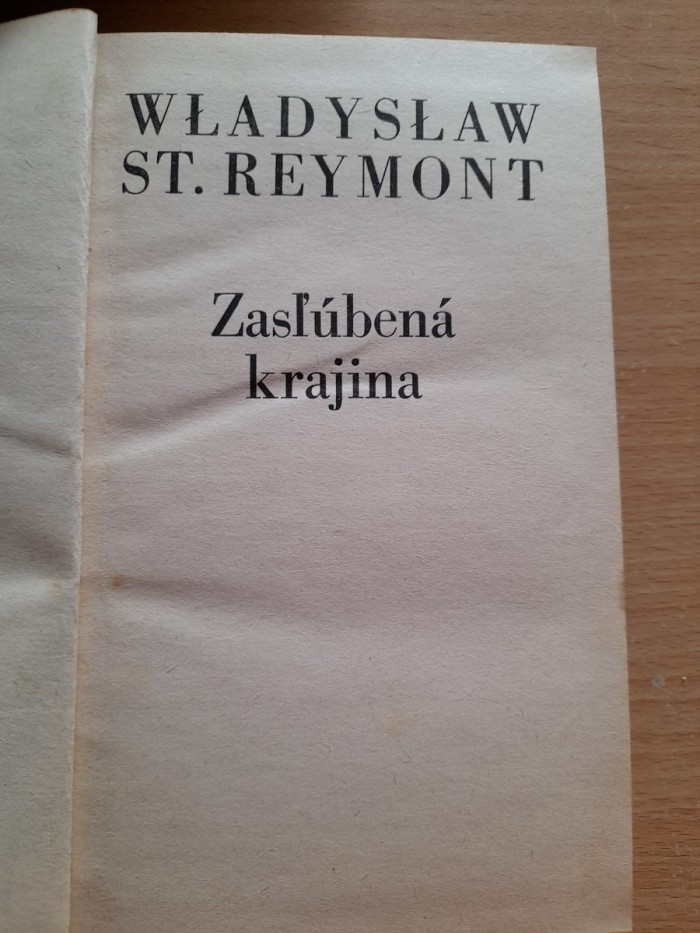 WŁADYSŁAW
ST. REYMONT
Zasľúbená
krajina